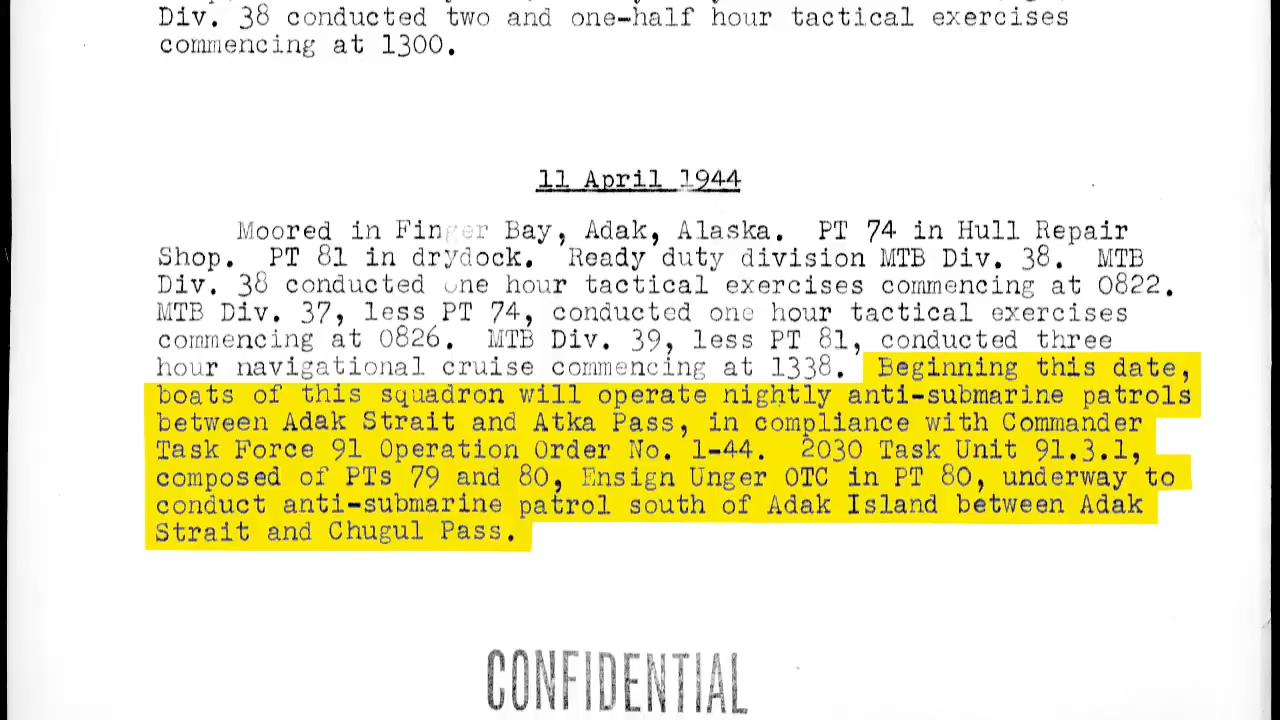 Div. 38 conducted two and one-half hour tactical exercises
commencing at 1300.
11 April 1944
Moored in Finger Bay, Adak, Alaska. PT 74 in Hull Repair
Shop. PT 81 in drydock. Ready duty division MTB Div. 38. MTB
Div. 38 conducted one hour tactical exercises commencing at 0822.
MTB Div. 37, less PT 74, conducted one hour tactical exercises
commencing at 0826. MTB Div. 39, less PT 81, conducted three
hour navigational cruise commencing at 1338. Beginning this date,
boats of this squadron will operate nightly anti-submarine patrols
between Adak Strait and Atka Pass, in compliance with Commander
Task Force 91 Operation Order No. 1-44. 2030 Task Unit 91.3.1,
composed of PTs 79 and 80, Ensign Unger OTC in PT 80, underway to
conduct anti-submarine patrol south of Adak Island between Adak
Strait and Chugul Pass.
CONFIDENTIAL